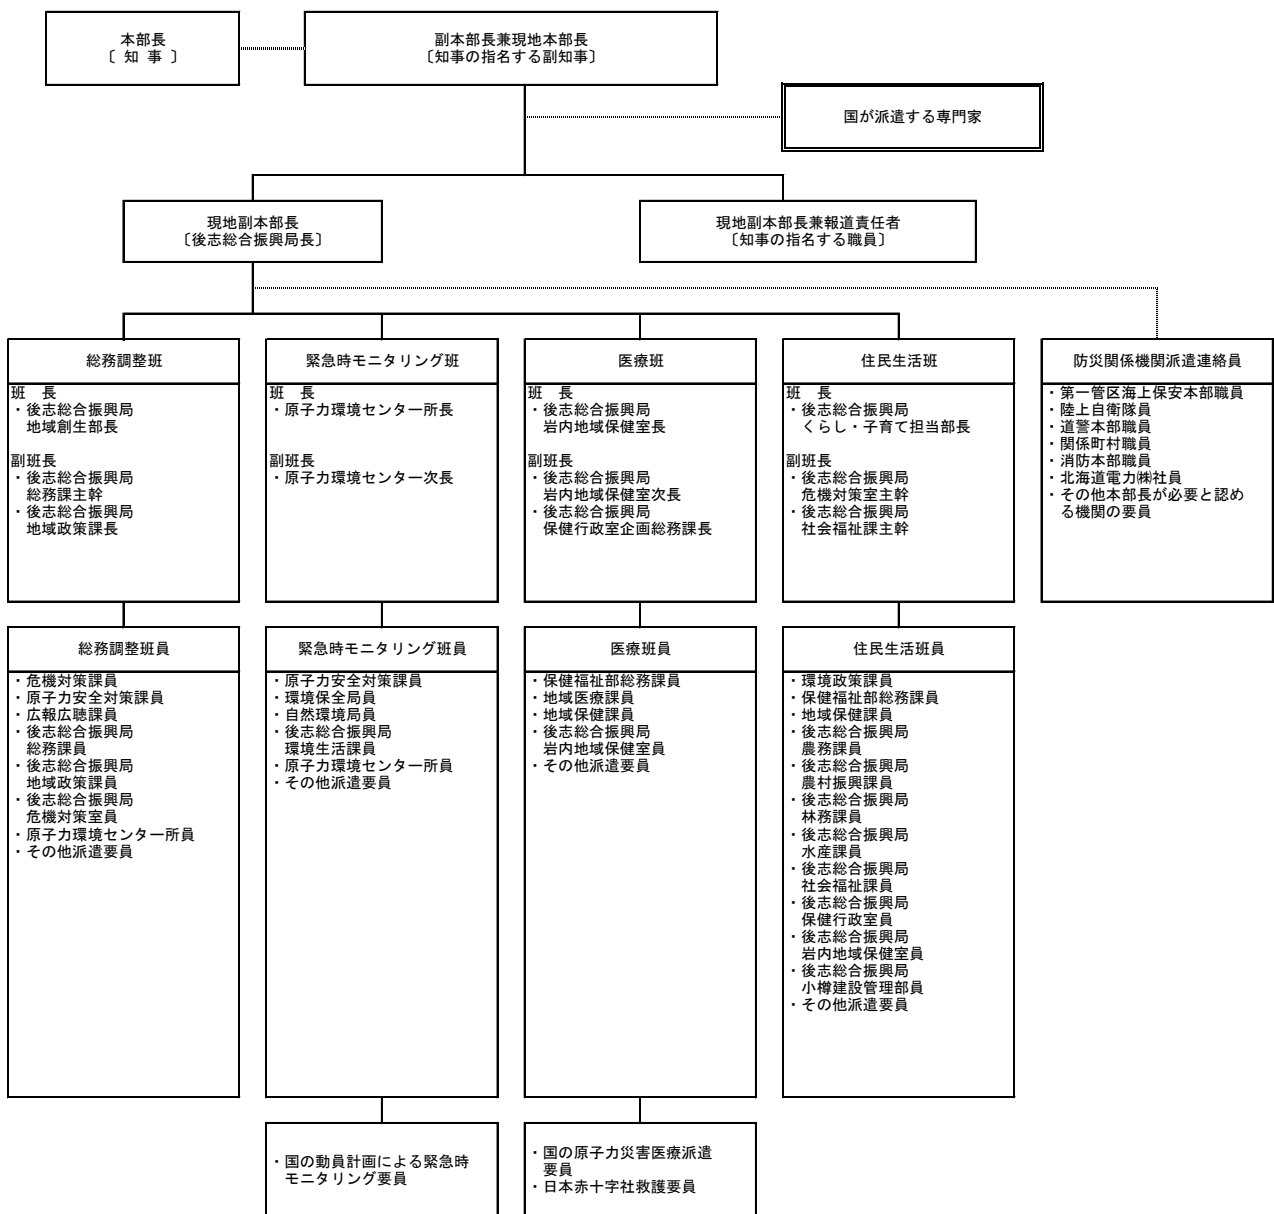 本部長
〔 知 事 〕
副本部長兼現地本部長
〔知事の指名する副知事〕
国が派遣する専門家
現地副本部長
〔後志総合振興局長〕
現地副本部長兼報道責任者
〔知事の指名する職員〕
総務調整班
班 長
・後志総合振興局
地域創生部長
副班長
・後志総合振興局
総務課主幹
・後志総合振興局
地域政策課長
緊急時モニタリング班
班 長
・原子力環境センター所長
副班長
・原子力環境センター次長
医療班
班 長
・後志総合振興局
岩内地域保健室長
副班長
・後志総合振興局
岩内地域保健室次長
・後志総合振興局
保健行政室企画総務課長
住民生活班
班 長
・後志総合振興局
くらし・子育て担当部長
副班長
・後志総合振興局
危機対策室主幹
・後志総合振興局
社会福祉課主幹
防災関係機関派遣連絡員
・第一管区海上保安本部職員
・陸上自衛隊員
・道警本部職員
・関係町村職員
・消防本部職員
・北海道電力㈱社員
・その他本部長が必要と認め
る機関の要員
総務調整班員
・危機対策課員
・原子力安全対策課員
・広報広聴課員
・後志総合振興局
総務課員
・後志総合振興局
地域政策課員
・後志総合振興局
危機対策室員
・原子力環境センター所員
・その他派遣要員
緊急時モニタリング班員
・原子力安全対策課員
・環境保全局員
・自然環境局員
・後志総合振興局
環境生活課員
・原子力環境センター所員
・その他派遣要員
医療班員
・保健福祉部総務課員
・地域医療課員
・地域保健課員
・後志総合振興局
岩内地域保健室員
・その他派遣要員
住民生活班員
・環境政策課員
・保健福祉部総務課員
・地域保健課員
・後志総合振興局
農務課員
・後志総合振興局
農村振興課員
・後志総合振興局
林務課員
・後志総合振興局
水産課員
・後志総合振興局
社会福祉課員
・後志総合振興局
保健行政室員
・後志総合振興局
岩内地域保健室員
・後志総合振興局
小樽建設管理部員
・その他派遣要員
・国の動員計画による緊急時
モニタリング要員
・国の原子力災害医療派遣
要員
・日本赤十字社救護要員